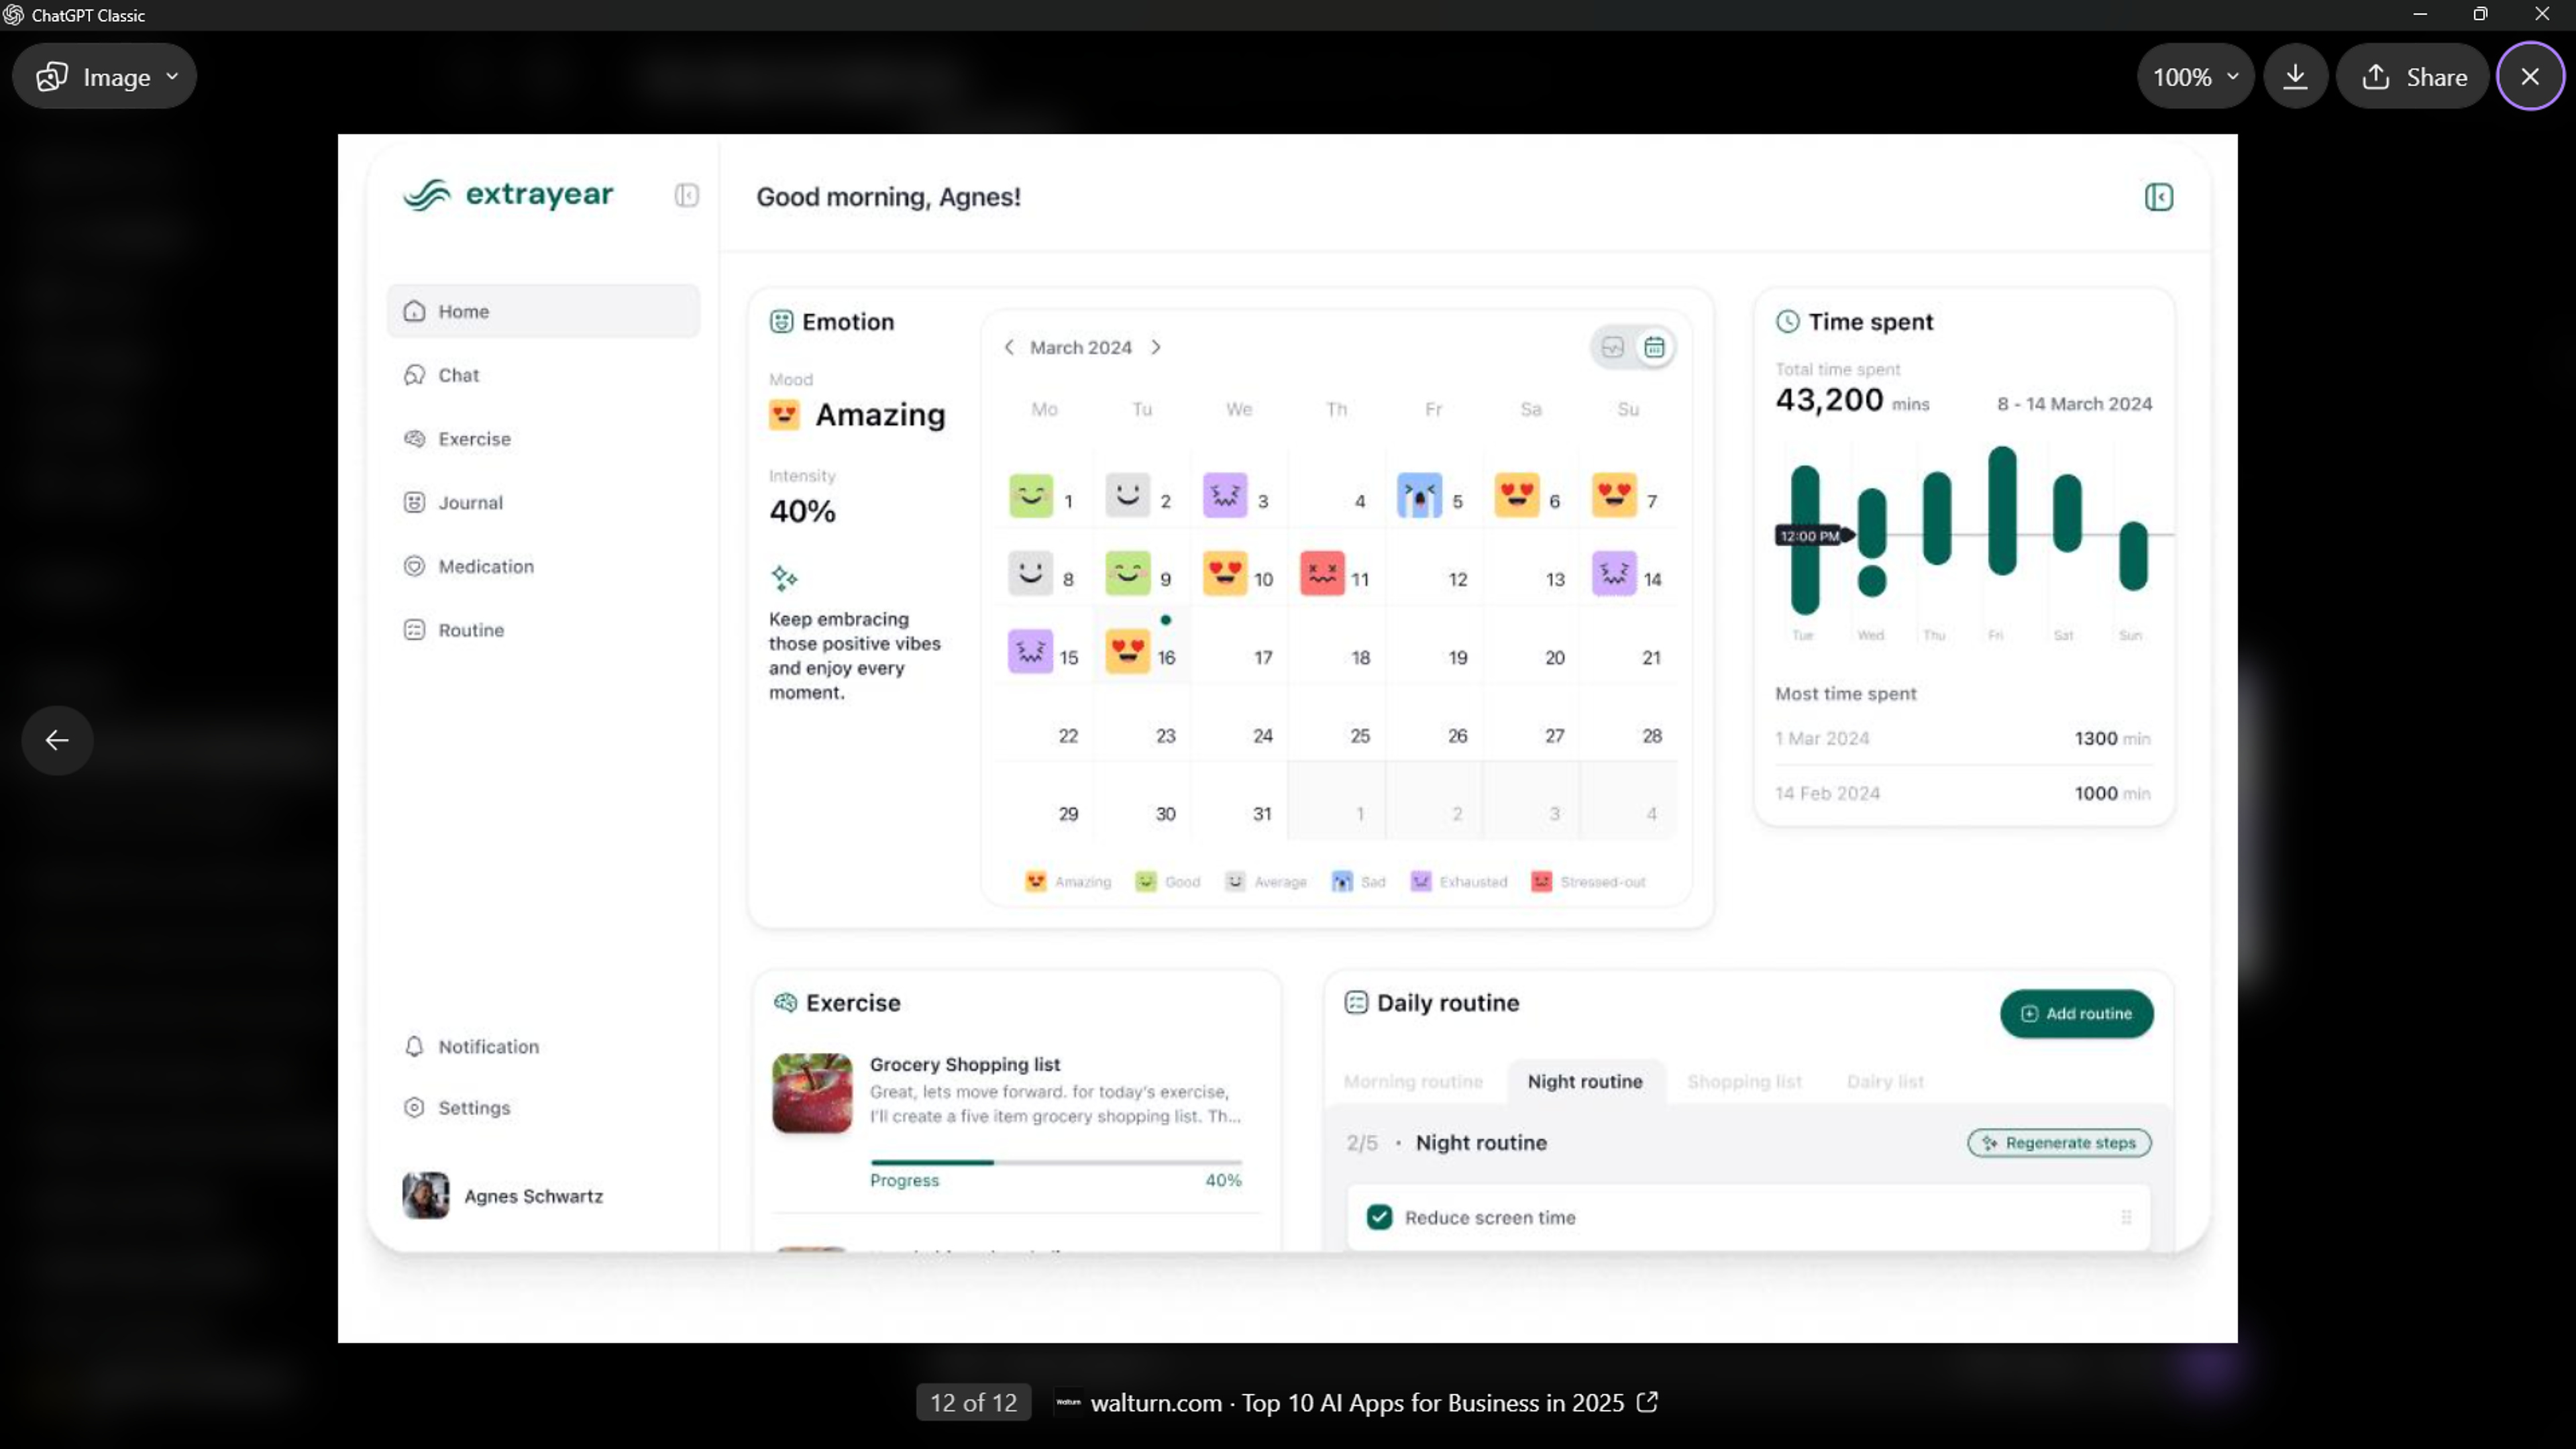 ChatGPT Classic
Image
100%
Share
extrayear
Good morning, Agnes!
Home
Chat
Exercise
Journal
Medication
Routine
Notification
Settings
Agnes Schwartz
Emotion
Mood
Amazing
Intensity
40%
Keep embracing
those positive vibes
and enjoy every
moment.
March 2024
Mo Tu We Th Fr Sa Su
1 2 3 4 5 6 7
8 9 10 11 12 13 14
15 16 17 18 19 20 21
22 23 24 25 26 27 28
29 30 31 1 2 3 4
Amazing Good Average Sad Exhausted Stressed-out
Time spent
Total time spent
43,200 mins 8 - 14 March 2024
12:00 PM
Tue Wed Thu Fri Sat Sun
Most time spent
1 Mar 2024 1300 min
14 Feb 2024 1000 min
Exercise
Grocery Shopping list
Great, lets move forward. for today's exercise,
I'll create a five item grocery shopping list. Th...
Progress 40%
Daily routine
Add routine
Morning routine Night routine Shopping list Dairy list
2/5 · Night routine
Regenerate steps
Reduce screen time
12 of 12
Walturn
walturn.com · Top 10 AI Apps for Business in 2025